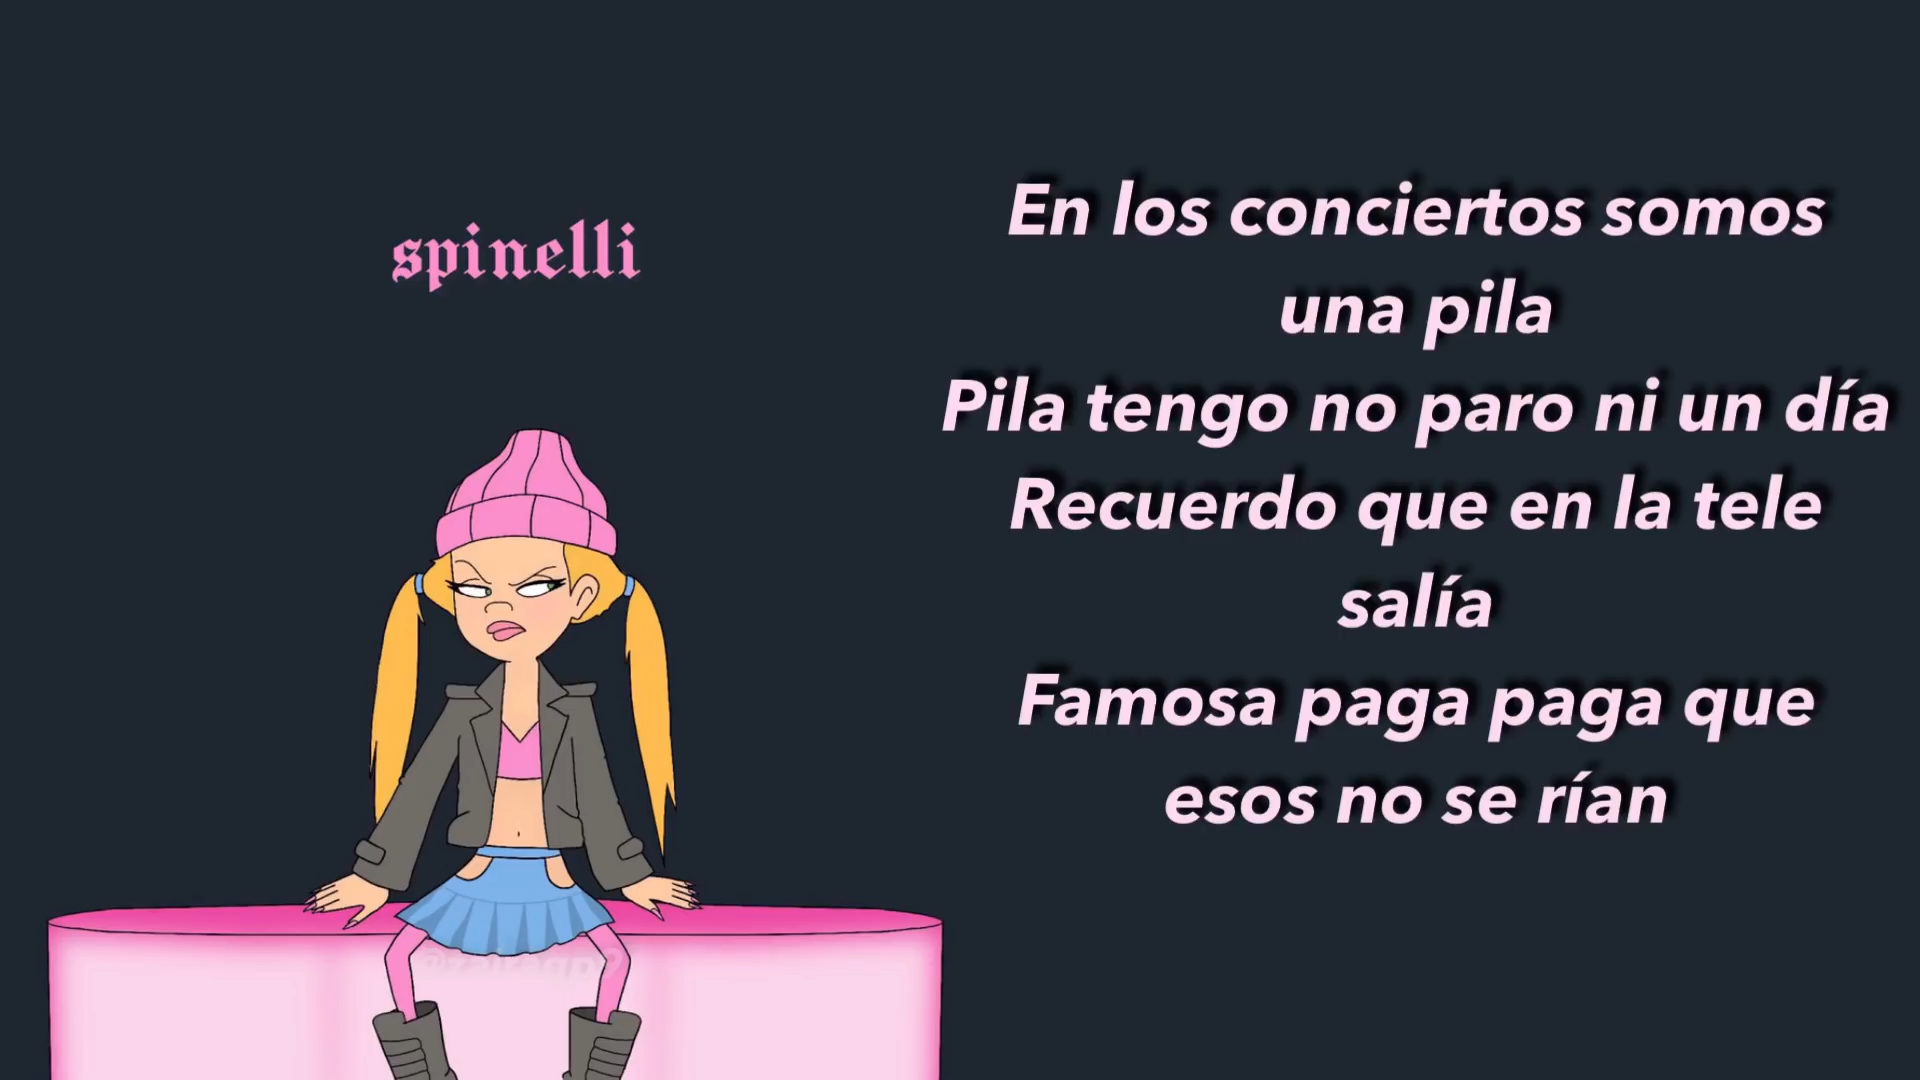 spinelli
En los conciertos somos
una pila
Pila tengo no paro ni un día
Recuerdo que en la tele
salía
Famosa paga paga que
esos no se rían